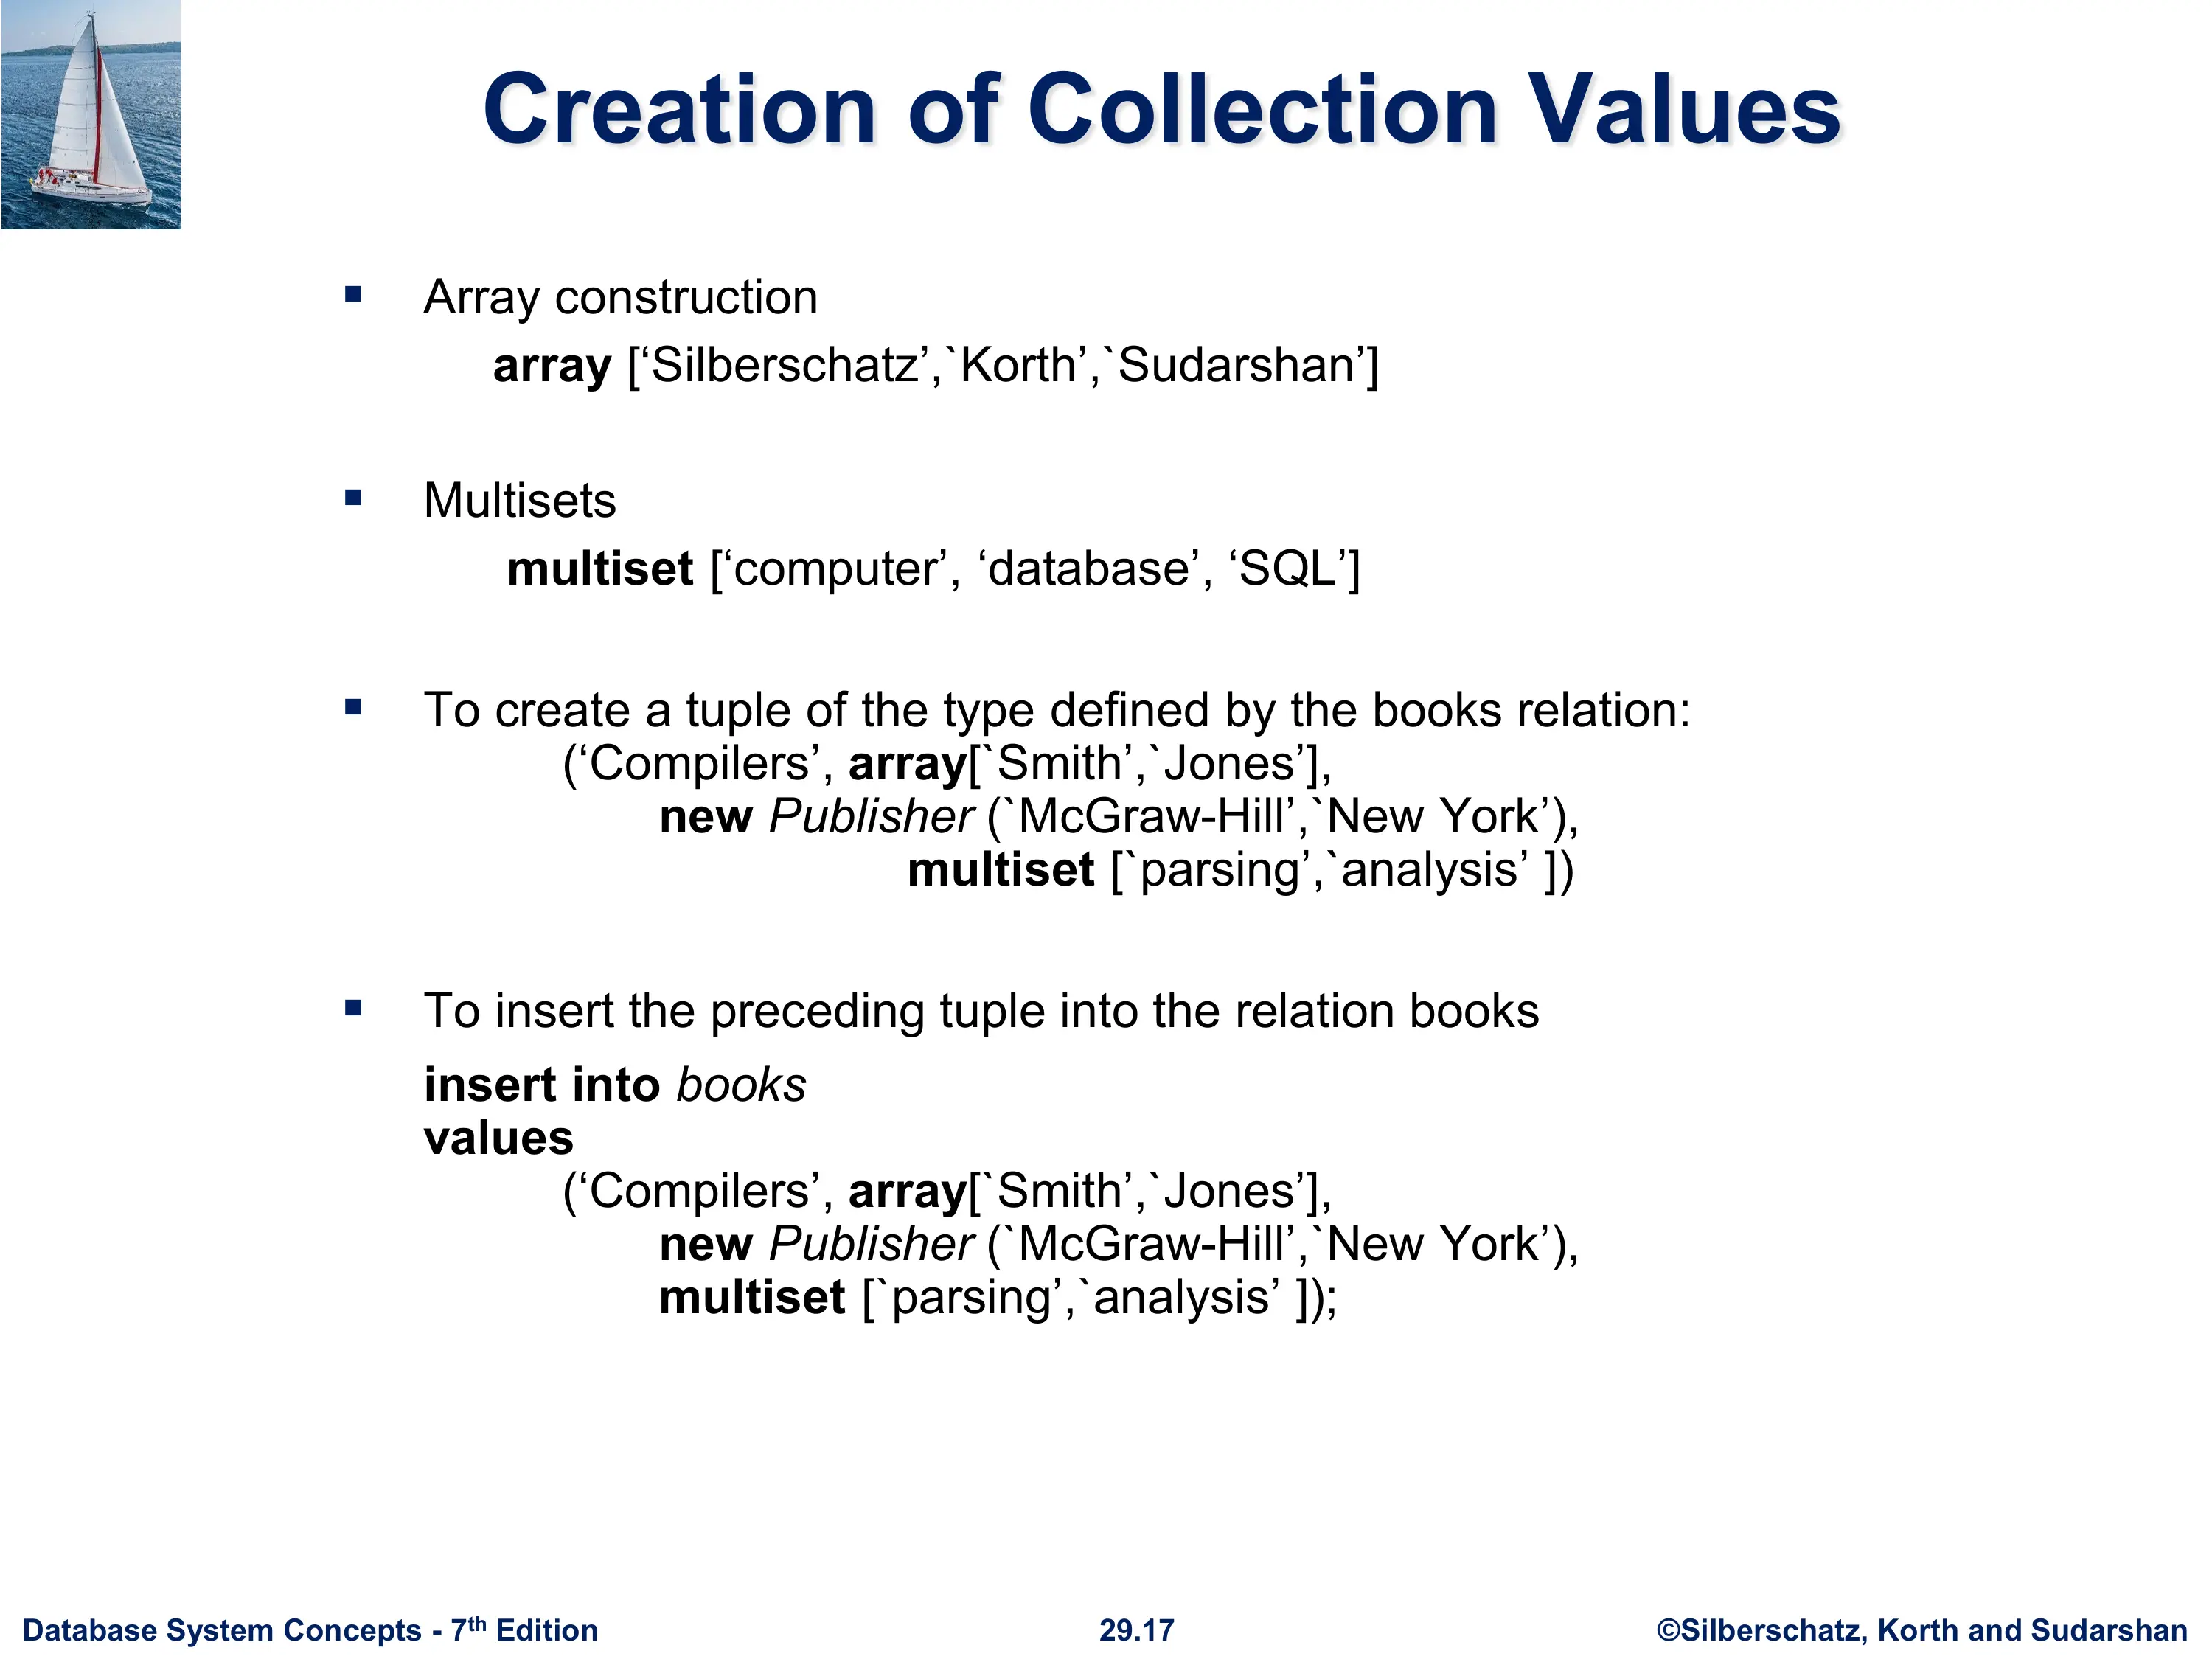 Creation of Collection Values
▪ Array construction
array [‘Silberschatz’,`Korth’,`Sudarshan’]
▪ Multisets
multiset [‘computer’, ‘database’, ‘SQL’]
▪ To create a tuple of the type defined by the books relation:
(‘Compilers’, array[`Smith’,`Jones’],
new Publisher (`McGraw-Hill’,`New York’),
multiset [`parsing’,`analysis’ ])
▪ To insert the preceding tuple into the relation books
insert into books
values
(‘Compilers’, array[`Smith’,`Jones’],
new Publisher (`McGraw-Hill’,`New York’),
multiset [`parsing’,`analysis’ ]);
Database System Concepts - 7th Edition
29.17
©Silberschatz, Korth and Sudarshan